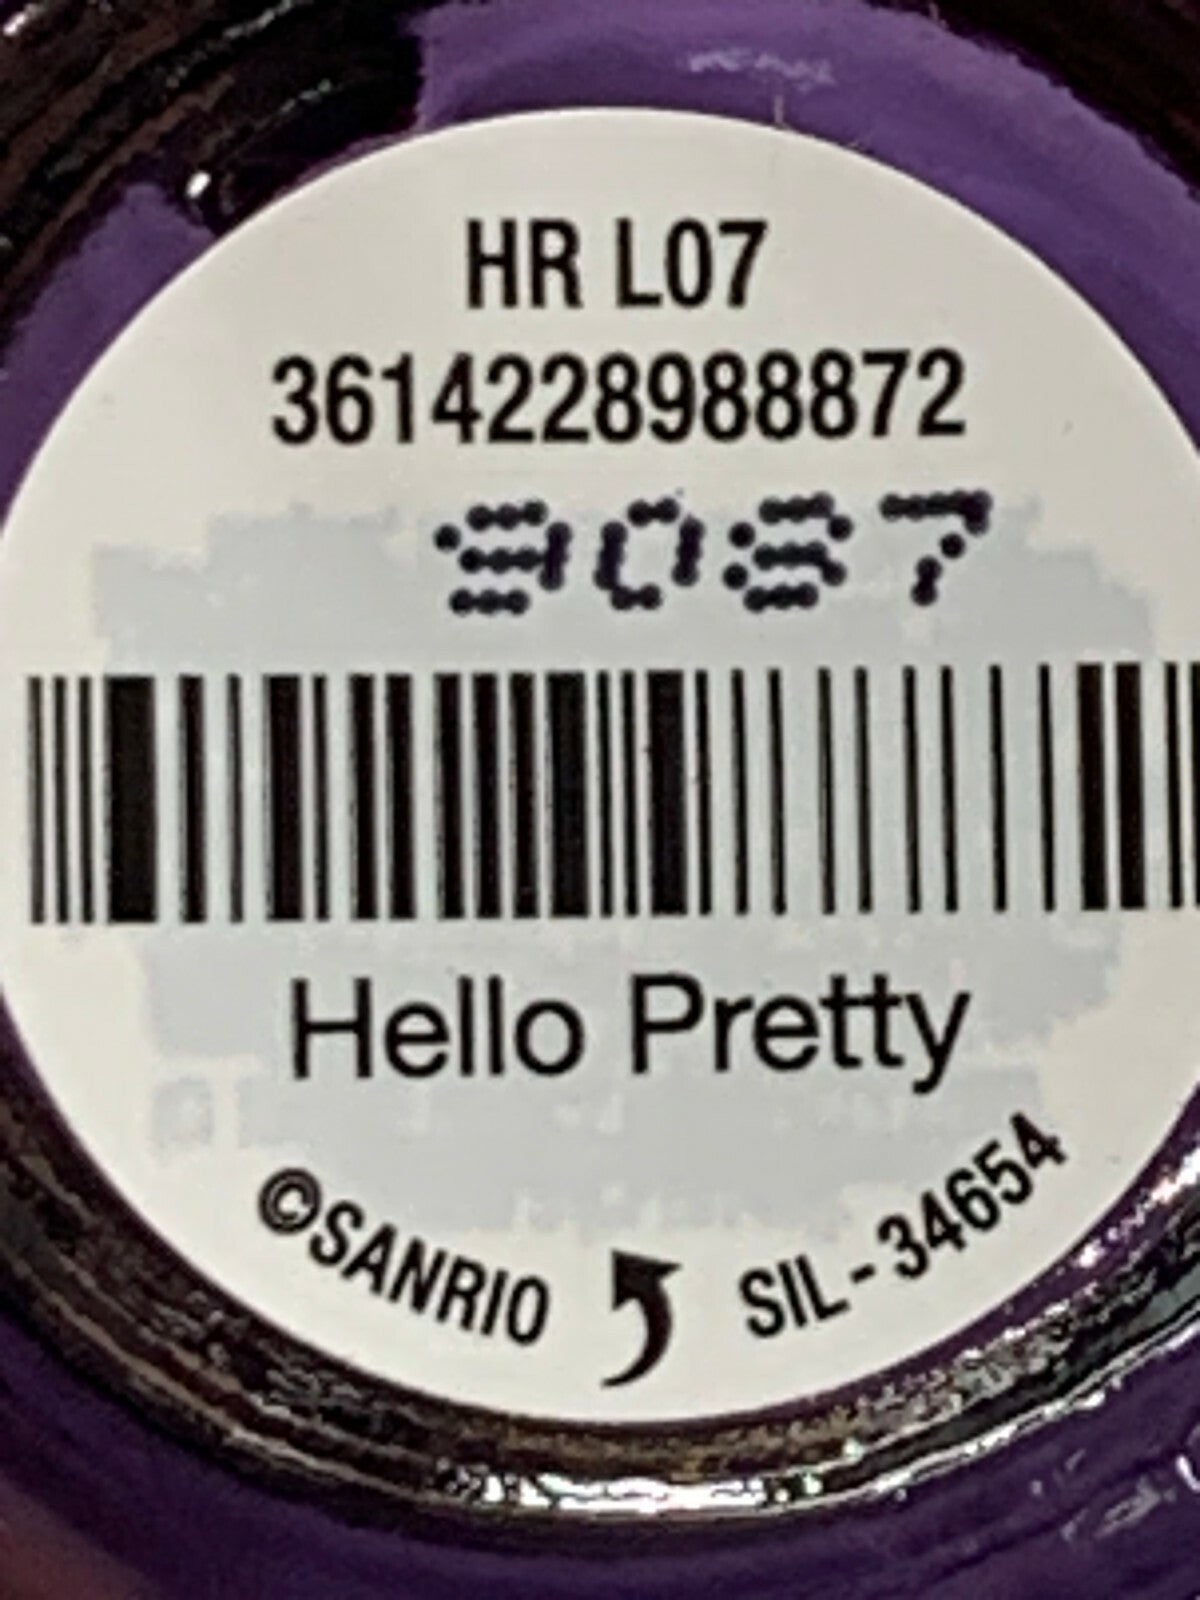 HR L07
3614228988872
9087
Hello Pretty
©SANRIO SIL-34654